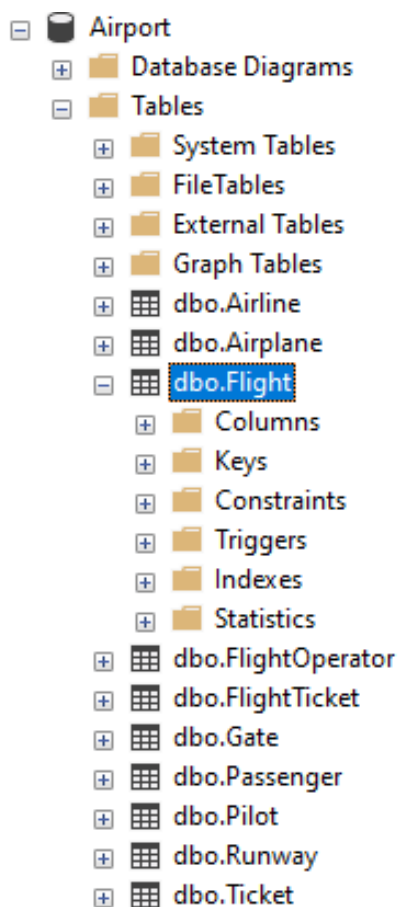 Airport
Database Diagrams
Tables
System Tables
FileTables
External Tables
Graph Tables
dbo.Airline
dbo.Airplane
dbo.Flight
Columns
Keys
Constraints
Triggers
Indexes
Statistics
dbo.FlightOperator
dbo.FlightTicket
dbo.Gate
dbo.Passenger
dbo.Pilot
dbo.Runway
dbo.Ticket